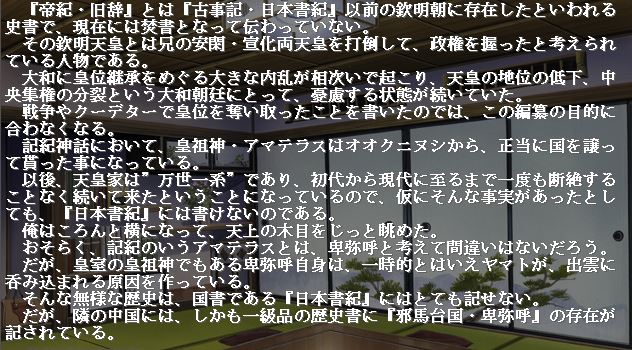 『帝紀・旧辞』とは『古事記・日本書紀』以前の欽明朝に存在したといわれる
史書で、現在には焚書となって伝わっていない。
その欽明天皇とは兄の安閑・宣化両天皇を打倒して、政権を握ったと考えられ
ている人物である。
大和に皇位継承をめぐる大きな内乱が相次いで起こり、天皇の地位の低下、中
央集権の分裂という大和朝廷にとって、憂慮する状態が続いていた。
戦争やクーデターで皇位を奪い取ったことを書いたのでは、この編纂の目的に
合わなくなる。
記紀神話において、皇祖神・アマテラスはオオクニヌシから、正当に国を譲っ
て貰った事になっている。
以後、天皇家は”万世一系”であり、初代から現代に至るまで一度も断絶する
ことなく続いて来たということになっているので、仮にそんな事実があったとし
ても、『日本書紀』には書けないのである。
俺はころんと横になって、天上の木目をじっと眺めた。
おそらく、記紀のいうアマテラスとは、卑弥呼と考えて間違いはないだろう。
だが、皇室の皇祖神でもある卑弥呼自身は、一時的とはいえヤマトが、出雲に
呑み込まれる原因を作っている。
そんな無様な歴史は、国書である『日本書紀』にはとても記せない。
だが、隣の中国には、しかも一級品の歴史書に『邪馬台国・卑弥呼』の存在が
記されている。